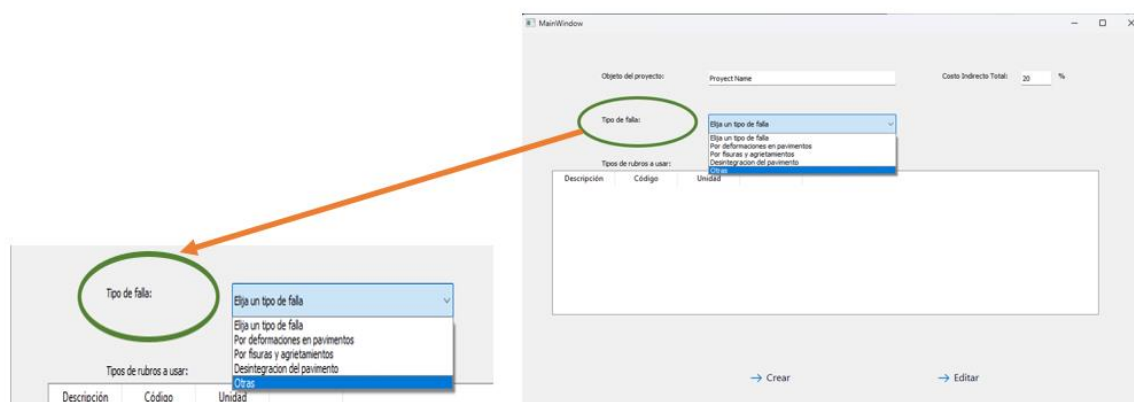 MainWindow
Objeto del proyecto: Proyect Name Costo Indirecto Total: 20 %
Tipo de falla: Elija un tipo de falla
Elija un tipo de falla
Por deformaciones en pavimentos
Por fisuras y agrietamientos
Desintegracion del pavimento
Otras
Tipos de rubros a usar:
Descripción Código Unidad
→ Crear → Editar
Tipo de falla: Elija un tipo de falla
Elija un tipo de falla
Por deformaciones en pavimentos
Por fisuras y agrietamientos
Desintegracion del pavimento
Otras
Tipos de rubros a usar:
Descripción Código Unidad